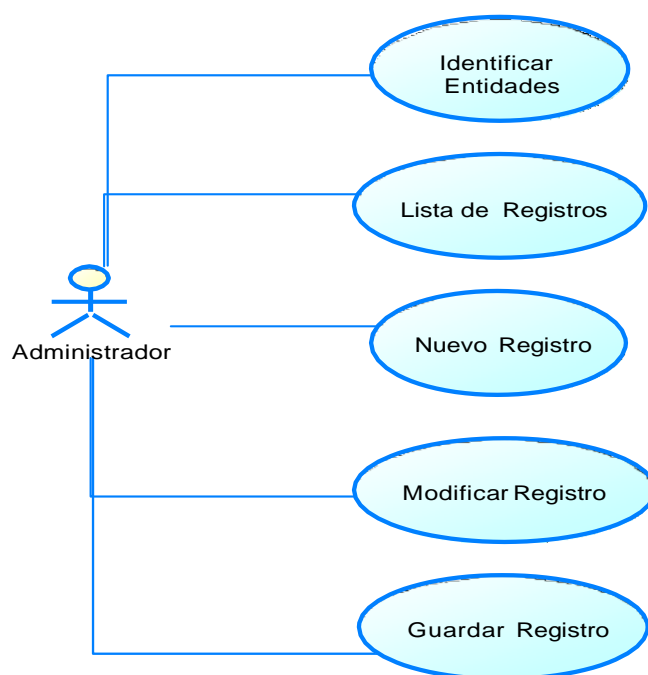 Identificar
Entidades
Lista de Registros
Nuevo Registro
Administrador
Modificar Registro
Guardar Registro